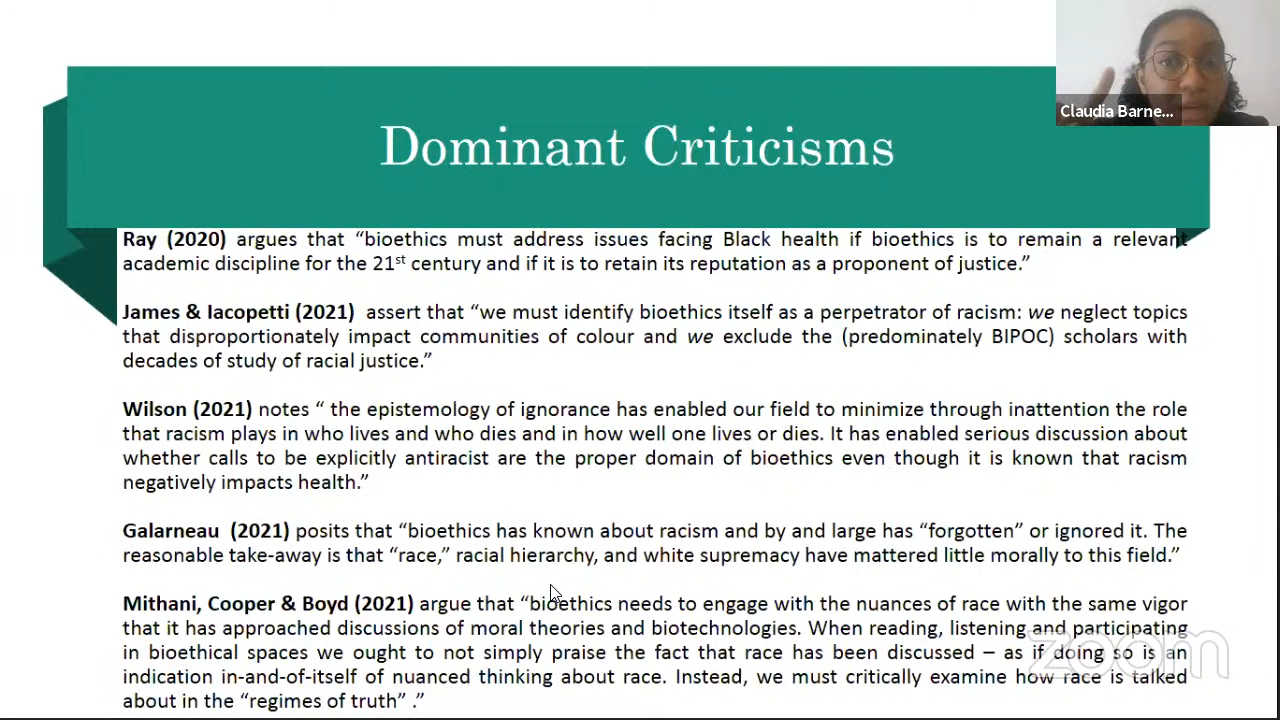 Claudia Barne...
Dominant Criticisms
Ray (2020) argues that “bioethics must address issues facing Black health if bioethics is to remain a relevant
academic discipline for the 21st century and if it is to retain its reputation as a proponent of justice.”
James & Iacopetti (2021) assert that “we must identify bioethics itself as a perpetrator of racism: we neglect topics
that disproportionately impact communities of colour and we exclude the (predominately BIPOC) scholars with
decades of study of racial justice.”
Wilson (2021) notes “ the epistemology of ignorance has enabled our field to minimize through inattention the role
that racism plays in who lives and who dies and in how well one lives or dies. It has enabled serious discussion about
whether calls to be explicitly antiracist are the proper domain of bioethics even though it is known that racism
negatively impacts health.”
Galarneau (2021) posits that “bioethics has known about racism and by and large has “forgotten” or ignored it. The
reasonable take-away is that “race,” racial hierarchy, and white supremacy have mattered little morally to this field.”
Mithani, Cooper & Boyd (2021) argue that “bioethics needs to engage with the nuances of race with the same vigor
that it has approached discussions of moral theories and biotechnologies. When reading, listening and participating
in bioethical spaces we ought to not simply praise the fact that race has been discussed – as if doing so is an
indication in-and-of-itself of nuanced thinking about race. Instead, we must critically examine how race is talked
about in the “regimes of truth” .”
zoom